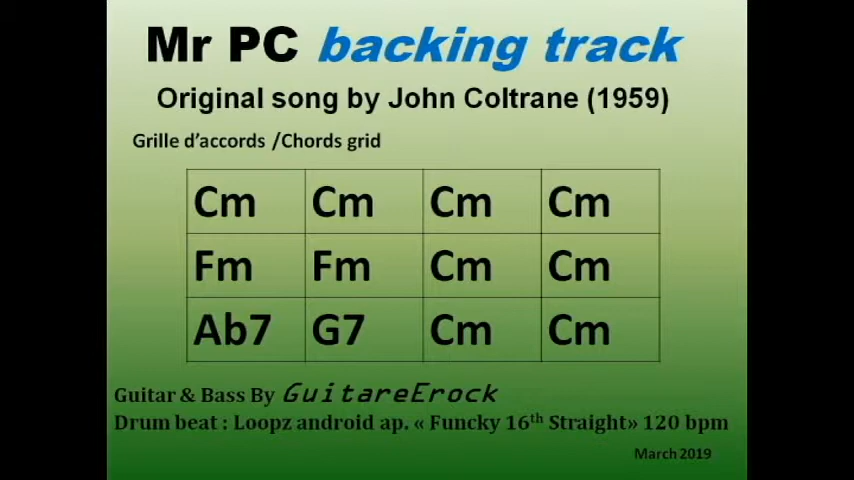 Mr PC backing track
Original song by John Coltrane (1959)
Grille d'accords /Chords grid
Cm Cm Cm Cm
Fm Fm Cm Cm
Ab7 G7 Cm Cm
Guitar & Bass By GuitareErock
Drum beat : Loopz android ap. « Funcky 16th Straight» 120 bpm
March 2019